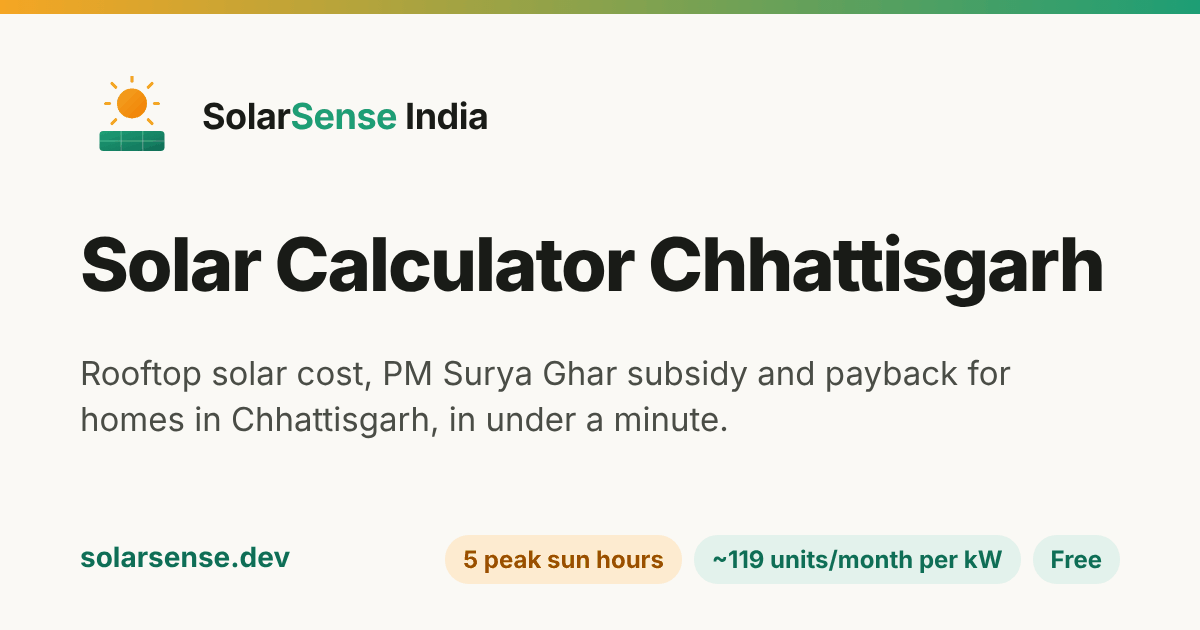 SolarSense India
Solar Calculator Chhattisgarh
Rooftop solar cost, PM Surya Ghar subsidy and payback for
homes in Chhattisgarh, in under a minute.
solarsense.dev
5 peak sun hours
~119 units/month per kW
Free